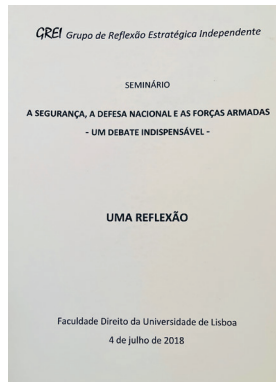 GREI Grupo de Reflexão Estratégica Independente
SEMINÁRIO
A SEGURANÇA, A DEFESA NACIONAL E AS FORÇAS ARMADAS
- UM DEBATE INDISPENSÁVEL -
UMA REFLEXÃO
Faculdade Direito da Universidade de Lisboa
4 de julho de 2018